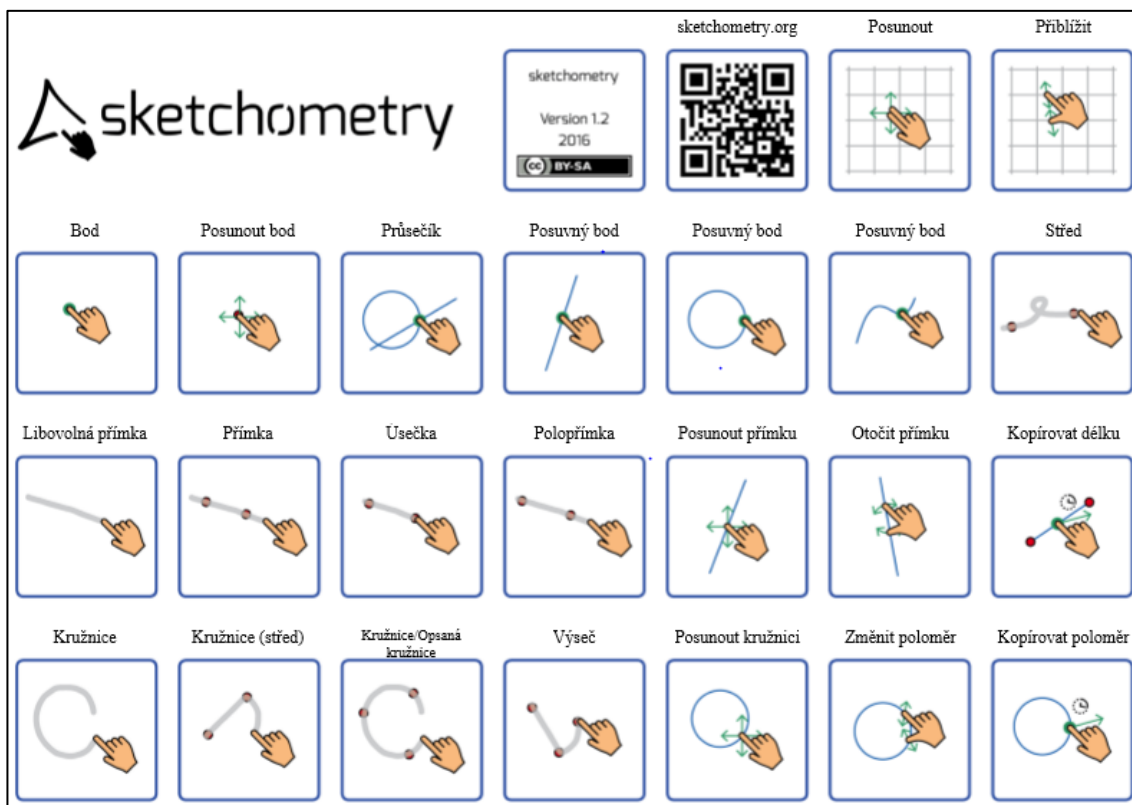 sketchometry.org Posunout Přiblížit
sketchometry
sketchometry
Version 1.2
2016
cc BY-SA
Bod Posunout bod Průsečík Posuvný bod Posuvný bod Posuvný bod Střed
Libovolná přímka Přímka Úsečka Polopřímka Posunout přímku Otočit přímku Kopírovat délku
Kružnice Kružnice (střed) Kružnice/Opsaná kružnice Výseč Posunout kružnici Změnit poloměr Kopírovat poloměr